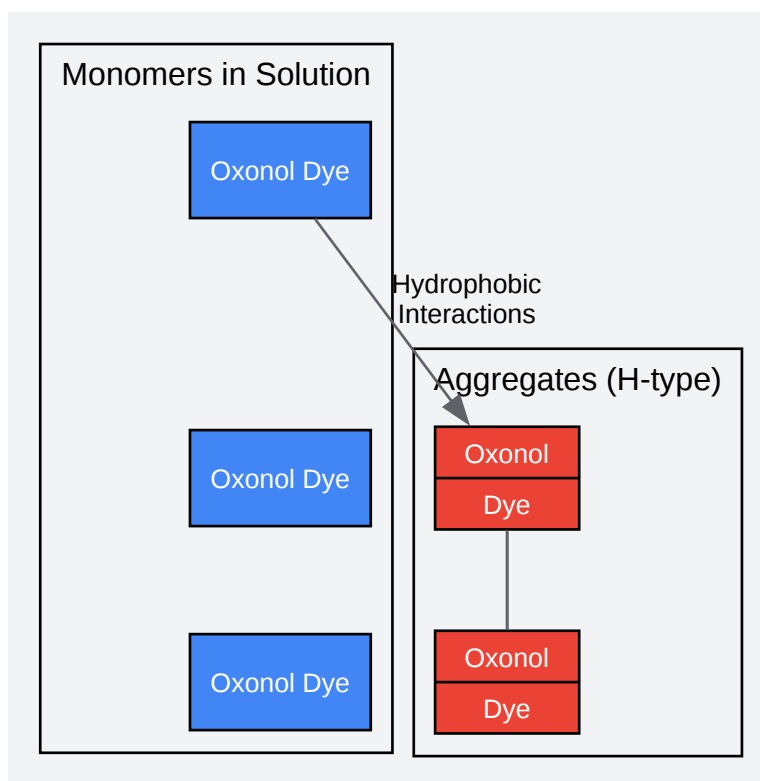 Monomers in Solution
Oxonol Dye
Hydrophobic
Interactions
Aggregates (H-type)
Oxonol
Dye
Oxonol Dye
Oxonol
Dye
Oxonol Dye